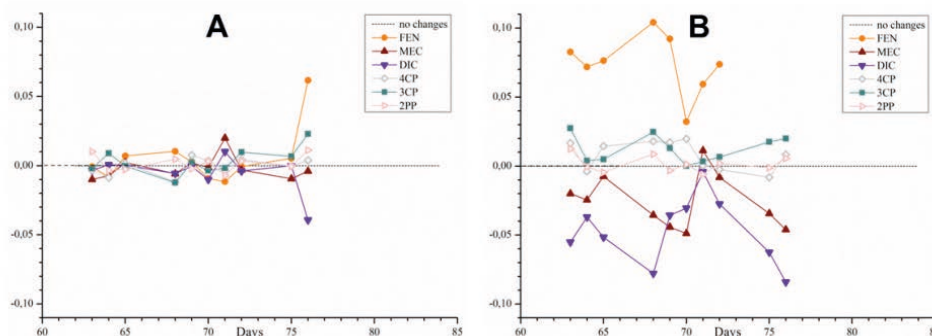 A
0,10
0,05
0,00
-0,05
-0,10
60
65
70
75
80
85
Days
no changes
FEN
MEC
DIC
4CP
3CP
2PP
B
0,10
0,05
0,00
-0,05
-0,10
60
65
70
75
80
85
Days
no changes
FEN
MEC
DIC
4CP
3CP
2PP